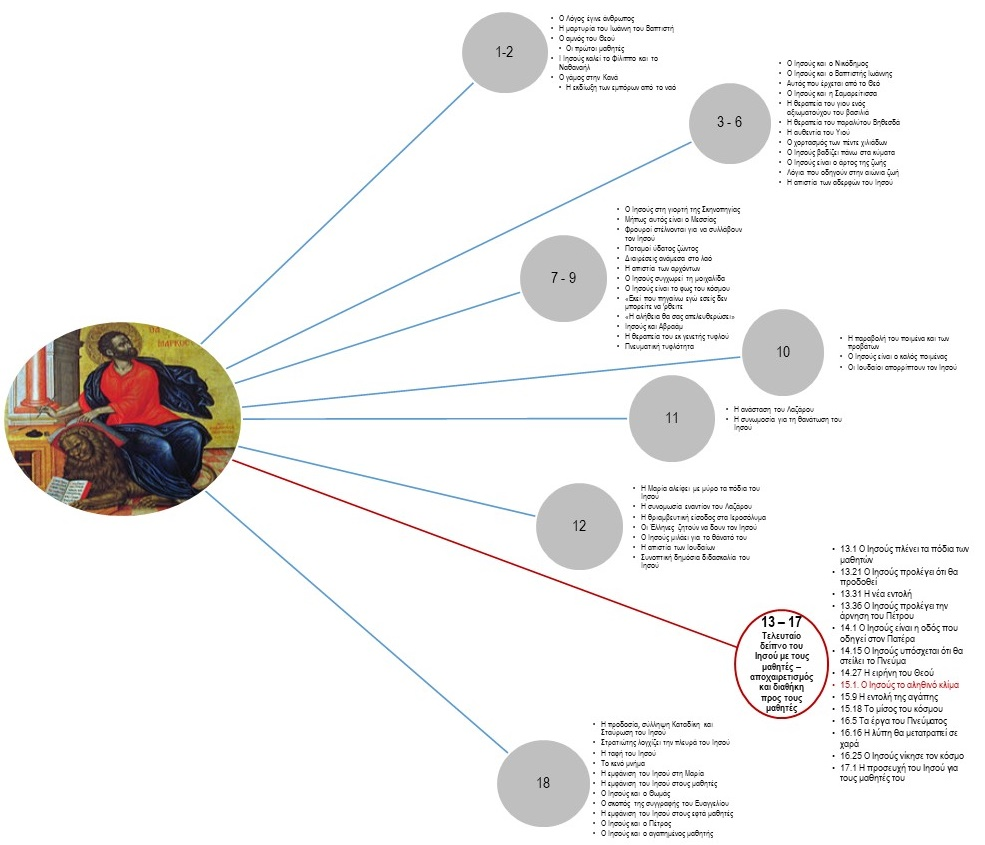 1-2
• Ο Λόγος έγινε άνθρωπος
• Η μαρτυρία του Ιωάννη του Βαπτιστή
• Ο αμνός του Θεού
• Οι πρώτοι μαθητές
• Ι Ιησούς καλεί το Φίλιππο και το
Ναθαναήλ
• Ο γάμος στην Κανά
• Η εκδίωξη των εμπόρων από το ναό
3 - 6
• Ο Ιησούς και ο Νικόδημος
• Ο Ιησούς και ο Βαπτιστής Ιωάννης
• Αυτός που έρχεται από το Θεό
• Ο Ιησούς και η Σαμαρείτισσα
• Η θεραπεία του γιου ενός
αξιωματούχου του βασιλιά
• Η θεραπεία του παραλύτου Βηθεσδά
• Η αυθεντία του Υιού
• Ο χορτασμός των πέντε χιλιάδων
• Ο Ιησούς βαδίζει πάνω στα κύματα
• Ο Ιησούς είναι ο άρτος της ζωής
• Λόγια που οδηγούν στην αιώνια ζωή
• Η απιστία των αδερφών του Ιησού
7 - 9
• Ο Ιησούς στη γιορτή της Σκηνοπηγίας
• Μήπως αυτός είναι ο Μεσσίας
• Φρουροί στέλνονται για να συλλάβουν
τον Ιησού
• Ποταμοί ύδατος ζώντος
• Διαιρέσεις ανάμεσα στο λαό
• Η απιστία των αρχόντων
• Ο Ιησούς συγχωρεί τη μοιχαλίδα
• Ο Ιησούς είναι το φως του κόσμου
• «Εκεί που πηγαίνω εγώ εσείς δεν
μπορείτε να 'ρθειτε
• «Η αλήθεια θα σας απελευθερώσει»
• Ιησούς και Αβραάμ
• Η θεραπεία του εκ γενετής τυφλού
• Πνευματική τυφλότητα
10
• Η παραβολή του ποιμένα και των
προβάτων
• Ο Ιησούς είναι ο καλός ποιμένας
• Οι Ιουδαίοι απορρίπτουν τον Ιησού
11
• Η ανάσταση του Λαζάρου
• Η συνωμοσία για τη θανάτωση του
Ιησού
12
• Η Μαρία αλείφει με μύρο τα πόδια του
Ιησού
• Η συνομωσία εναντίον του Λαζάρου
• Η θριαμβευτική είσοδος στα Ιεροσόλυμα
• Οι Έλληνες ζητούν να δουν τον Ιησού
• Ο Ιησούς μιλάει για το θάνατό του
• Η απιστία των Ιουδαίων
• Συνοπτική δημόσια διδασκαλία του
Ιησού
13 – 17
Τελευταίο
δείπνο του
Ιησού με τους
μαθητές –
αποχαιρετισμός
και διαθήκη
προς τους
μαθητές
• 13.1 Ο Ιησούς πλένει τα πόδια των
μαθητών
• 13.21 Ο Ιησούς προλέγει ότι θα
προδοθεί
• 13.31 Η νέα εντολή
• 13.36 Ο Ιησούς προλέγει την
άρνηση του Πέτρου
• 14.1 Ο Ιησούς είναι η οδός που
οδηγεί στον Πατέρα
• 14.15 Ο Ιησούς υπόσχεται ότι θα
στείλει το Πνεύμα
• 14.27 Η ειρήνη του Θεού
• 15.1. Ο Ιησούς το αληθινό κλίμα
• 15.9 Η εντολή της αγάπης
• 15.18 Το μίσος του κόσμου
• 16.5 Τα έργα του Πνεύματος
• 16.16 Η λύπη θα μετατραπεί σε
χαρά
• 16.25 Ο Ιησούς νίκησε τον κόσμο
• 17.1 Η προσευχή του Ιησού για
τους μαθητές του
18
• Η προδοσία, σύλληψη Καταδίκη και
Σταύρωση του Ιησού
• Στρατιώτης λογχίζει την πλευρά του Ιησού
• Η ταφή του Ιησού
• Το κενό μνήμα
• Η εμφάνιση του Ιησού στη Μαρία
• Η εμφάνιση του Ιησού στους μαθητές
• Ο Ιησούς και ο Θωμάς
• Ο σκοπός της συγραφής του Ευαγγελίου
• Η εμφάνιση του Ιησού στους εφτά μαθητές
• Ο Ιησούς και ο Πέτρος
• Ο Ιησούς και ο αγαπημένος μαθητής
ΜΑΡΚΟΣ